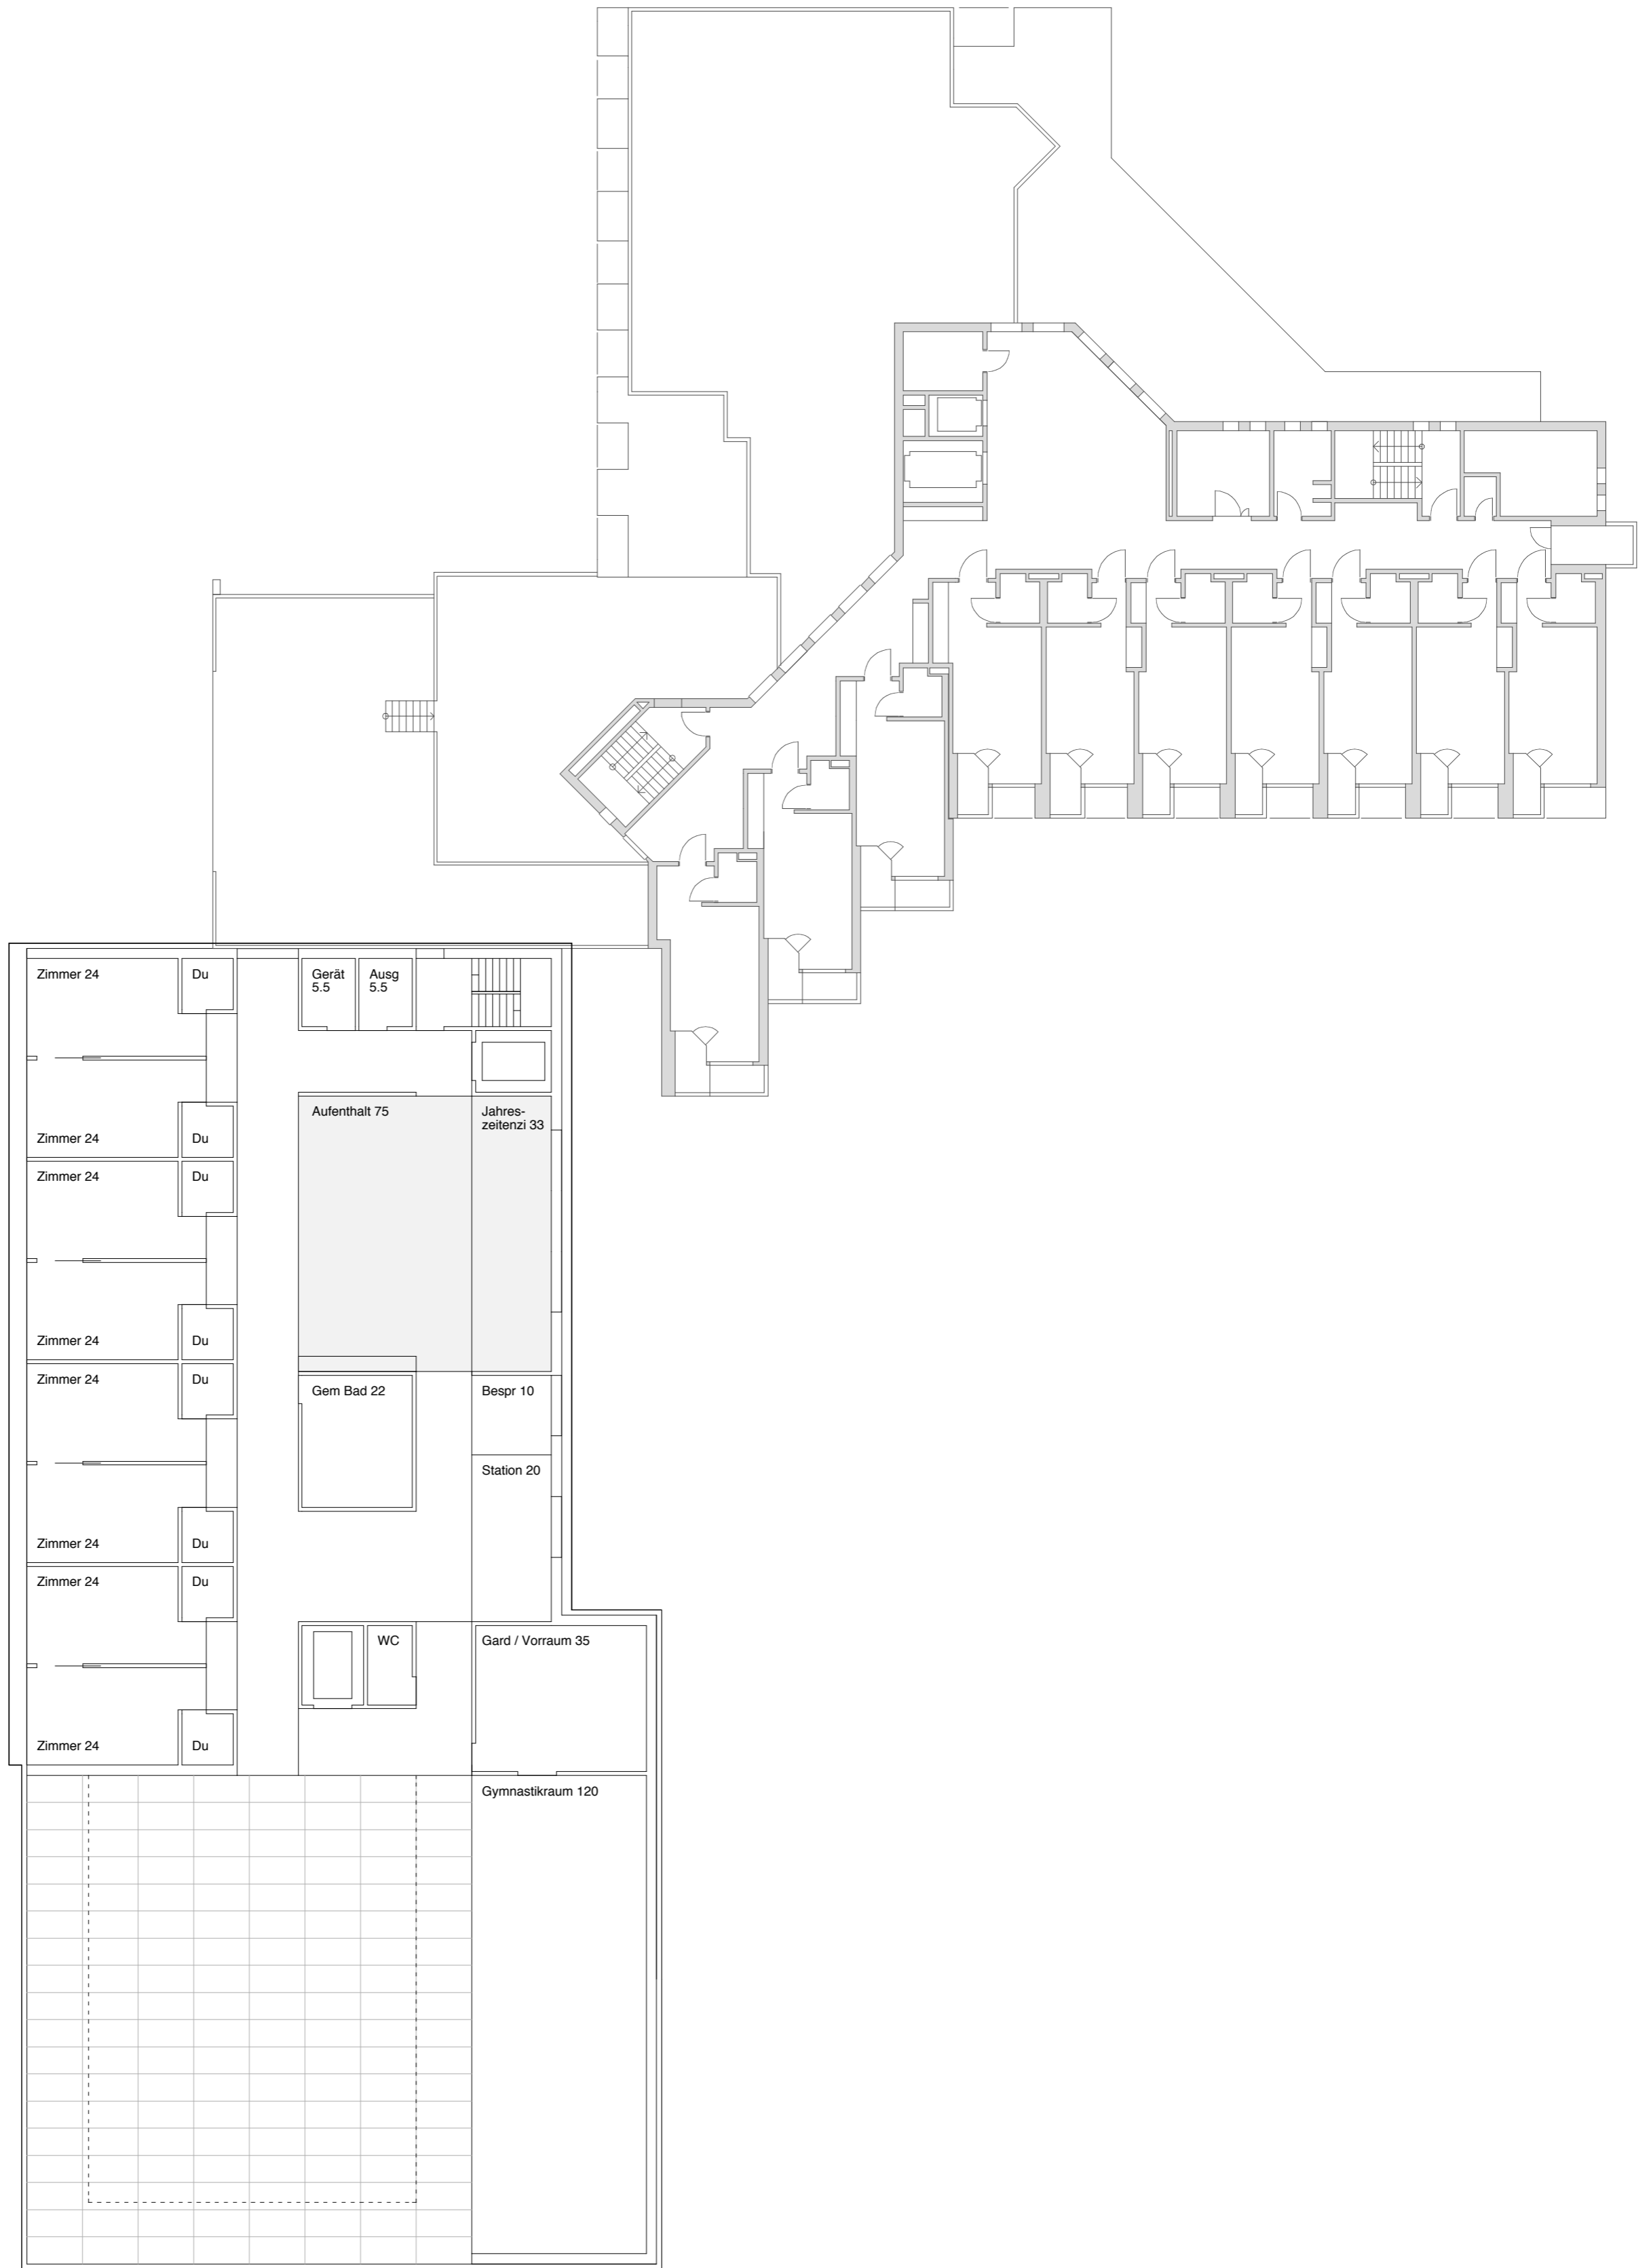 Zimmer 24
Du
Gerät
5.5
Ausg
5.5
Zimmer 24
Du
Aufenthalt 75
Jahres-
zeitenzi 33
Zimmer 24
Du
Zimmer 24
Du
Zimmer 24
Du
Gem Bad 22
Bespr 10
Station 20
Zimmer 24
Du
Zimmer 24
Du
WC
Gard / Vorraum 35
Zimmer 24
Du
Gymnastikraum 120